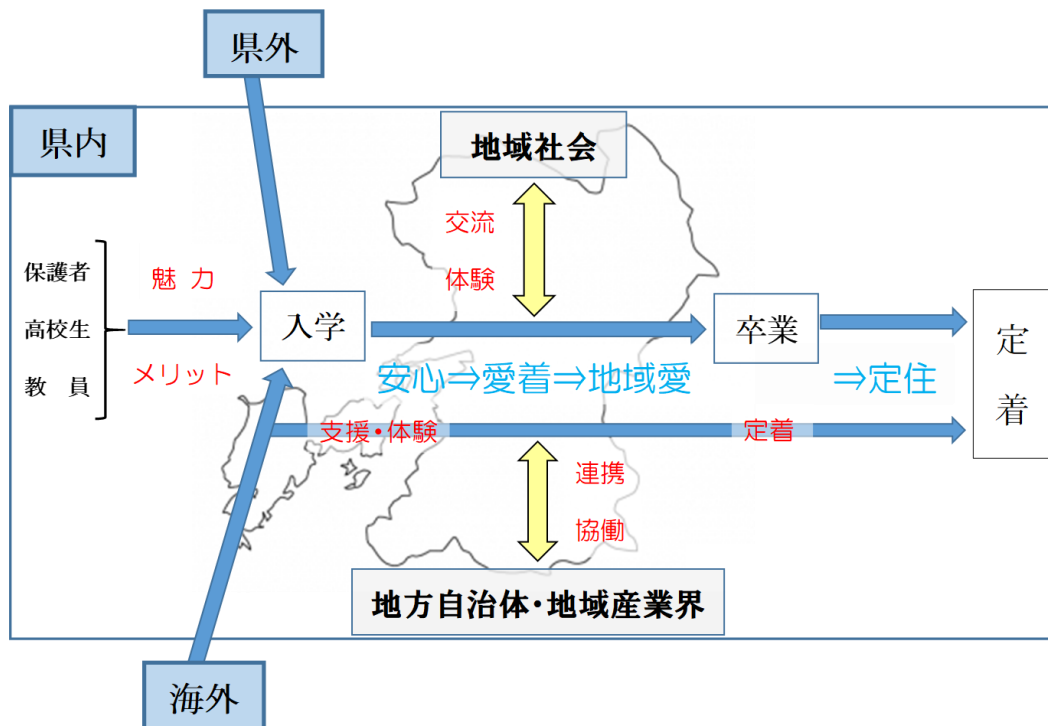 県外
県内
地域社会
交流
体験
保護者
高校生
教 員
魅 力
メリット
入学
卒業
定
着
安心⇒愛着⇒地域愛
⇒定住
支援・体験
定着
連携
協働
地方自治体・地域産業界
海外